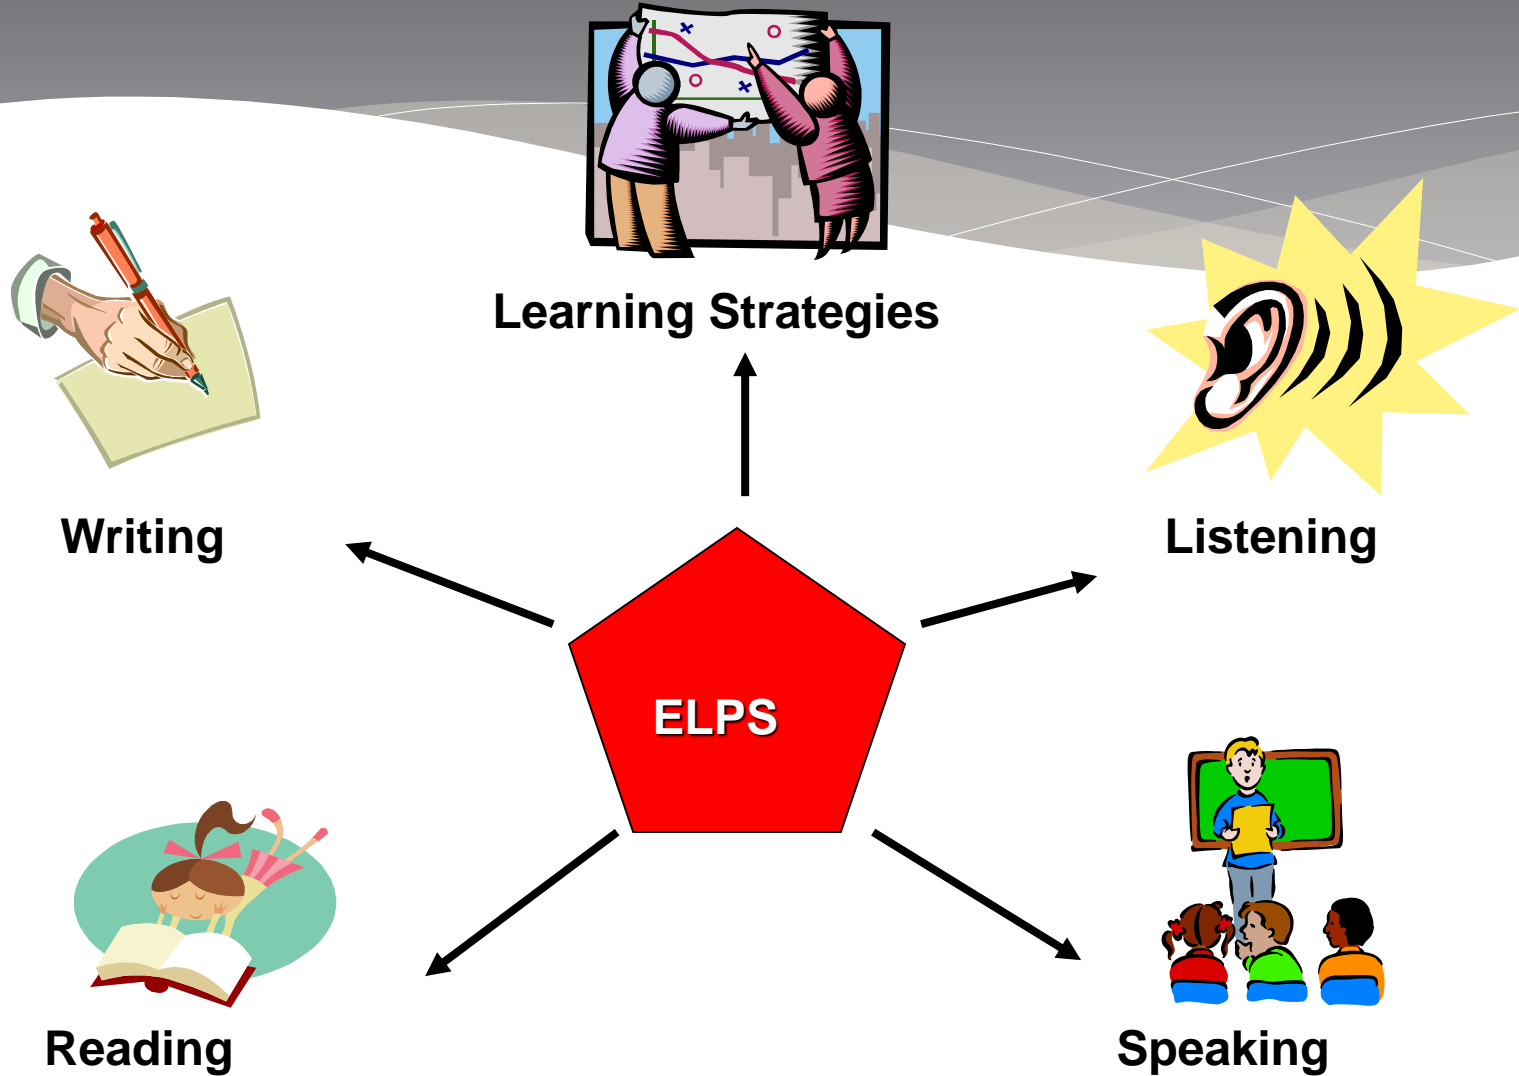 Learning Strategies
Writing
Listening
ELPS
Reading
Speaking